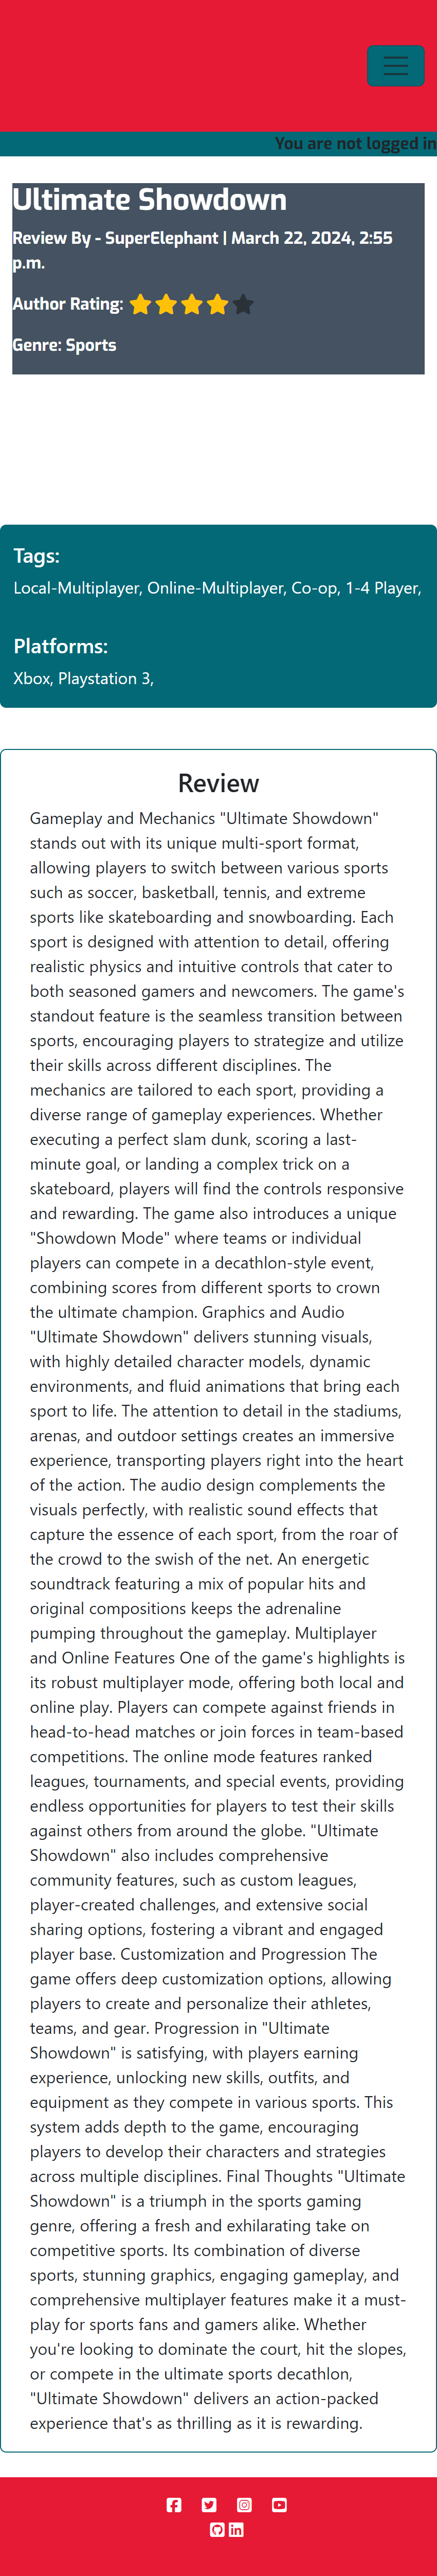 You are not logged in
Ultimate Showdown
Review By - SuperElephant | March 22, 2024, 2:55
p.m.
Author Rating:
Genre: Sports
Tags:
Local-Multiplayer, Online-Multiplayer, Co-op, 1-4 Player,
Platforms:
Xbox, Playstation 3,
Review
Gameplay and Mechanics "Ultimate Showdown"
stands out with its unique multi-sport format,
allowing players to switch between various sports
such as soccer, basketball, tennis, and extreme
sports like skateboarding and snowboarding. Each
sport is designed with attention to detail, offering
realistic physics and intuitive controls that cater to
both seasoned gamers and newcomers. The game's
standout feature is the seamless transition between
sports, encouraging players to strategize and utilize
their skills across different disciplines. The
mechanics are tailored to each sport, providing a
diverse range of gameplay experiences. Whether
executing a perfect slam dunk, scoring a last-
minute goal, or landing a complex trick on a
skateboard, players will find the controls responsive
and rewarding. The game also introduces a unique
"Showdown Mode" where teams or individual
players can compete in a decathlon-style event,
combining scores from different sports to crown
the ultimate champion. Graphics and Audio
"Ultimate Showdown" delivers stunning visuals,
with highly detailed character models, dynamic
environments, and fluid animations that bring each
sport to life. The attention to detail in the stadiums,
arenas, and outdoor settings creates an immersive
experience, transporting players right into the heart
of the action. The audio design complements the
visuals perfectly, with realistic sound effects that
capture the essence of each sport, from the roar of
the crowd to the swish of the net. An energetic
soundtrack featuring a mix of popular hits and
original compositions keeps the adrenaline
pumping throughout the gameplay. Multiplayer
and Online Features One of the game's highlights is
its robust multiplayer mode, offering both local and
online play. Players can compete against friends in
head-to-head matches or join forces in team-based
competitions. The online mode features ranked
leagues, tournaments, and special events, providing
endless opportunities for players to test their skills
against others from around the globe. "Ultimate
Showdown" also includes comprehensive
community features, such as custom leagues,
player-created challenges, and extensive social
sharing options, fostering a vibrant and engaged
player base. Customization and Progression The
game offers deep customization options, allowing
players to create and personalize their athletes,
teams, and gear. Progression in "Ultimate
Showdown" is satisfying, with players earning
experience, unlocking new skills, outfits, and
equipment as they compete in various sports. This
system adds depth to the game, encouraging
players to develop their characters and strategies
across multiple disciplines. Final Thoughts "Ultimate
Showdown" is a triumph in the sports gaming
genre, offering a fresh and exhilarating take on
competitive sports. Its combination of diverse
sports, stunning graphics, engaging gameplay, and
comprehensive multiplayer features make it a must-
play for sports fans and gamers alike. Whether
you're looking to dominate the court, hit the slopes,
or compete in the ultimate sports decathlon,
"Ultimate Showdown" delivers an action-packed
experience that's as thrilling as it is rewarding.